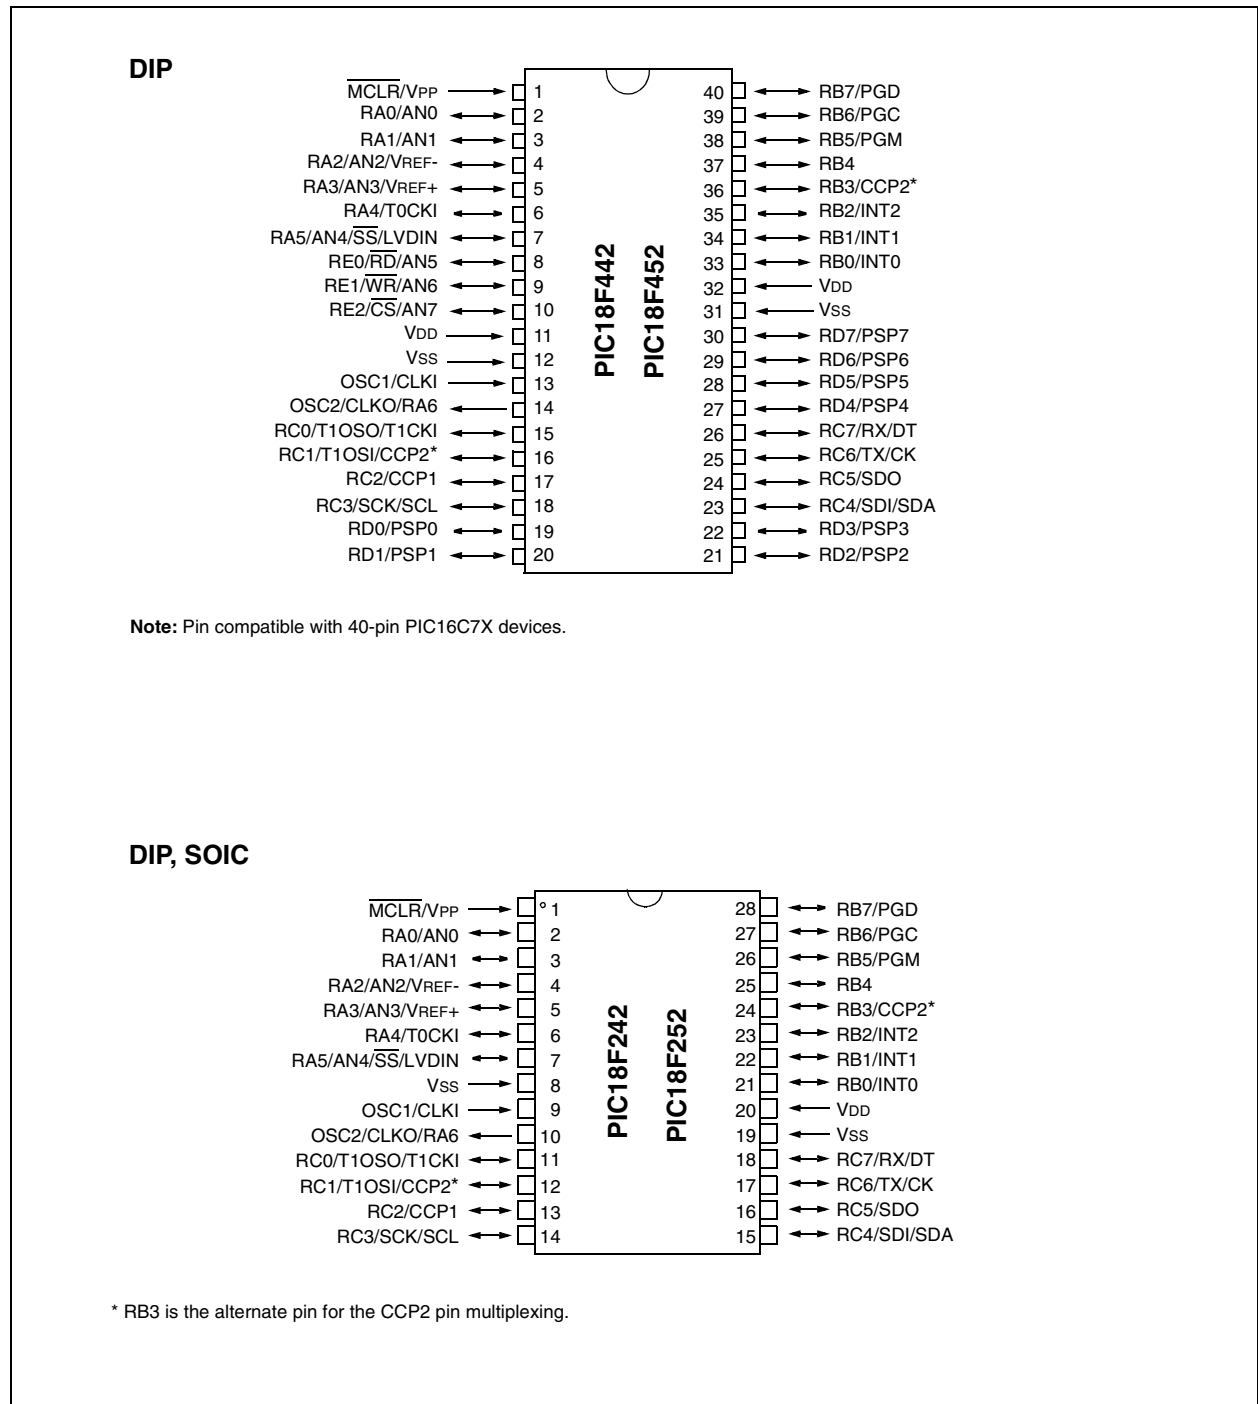 DIP
MCLR/VPP 1 40 RB7/PGD
RA0/AN0 2 39 RB6/PGC
RA1/AN1 3 38 RB5/PGM
RA2/AN2/VREF- 4 37 RB4
RA3/AN3/VREF+ 5 36 RB3/CCP2*
RA4/T0CKI 6 35 RB2/INT2
RA5/AN4/SS/LVDIN 7 34 RB1/INT1
RE0/RD/AN5 8 33 RB0/INT0
RE1/WR/AN6 9 32 VDD
RE2/CS/AN7 10 31 VSS
VDD 11 30 RD7/PSP7
VSS 12 29 RD6/PSP6
OSC1/CLKI 13 28 RD5/PSP5
OSC2/CLKO/RA6 14 27 RD4/PSP4
RC0/T1OSO/T1CKI 15 26 RC7/RX/DT
RC1/T1OSI/CCP2* 16 25 RC6/TX/CK
RC2/CCP1 17 24 RC5/SDO
RC3/SCK/SCL 18 23 RC4/SDI/SDA
RD0/PSP0 19 22 RD3/PSP3
RD1/PSP1 20 21 RD2/PSP2
PIC18F442
PIC18F452
Note: Pin compatible with 40-pin PIC16C7X devices.
DIP, SOIC
MCLR/VPP 1 28 RB7/PGD
RA0/AN0 2 27 RB6/PGC
RA1/AN1 3 26 RB5/PGM
RA2/AN2/VREF- 4 25 RB4
RA3/AN3/VREF+ 5 24 RB3/CCP2*
RA4/T0CKI 6 23 RB2/INT2
RA5/AN4/SS/LVDIN 7 22 RB1/INT1
VSS 8 21 RB0/INT0
OSC1/CLKI 9 20 VDD
OSC2/CLKO/RA6 10 19 VSS
RC0/T1OSO/T1CKI 11 18 RC7/RX/DT
RC1/T1OSI/CCP2* 12 17 RC6/TX/CK
RC2/CCP1 13 16 RC5/SDO
RC3/SCK/SCL 14 15 RC4/SDI/SDA
PIC18F242
PIC18F252
* RB3 is the alternate pin for the CCP2 pin multiplexing.